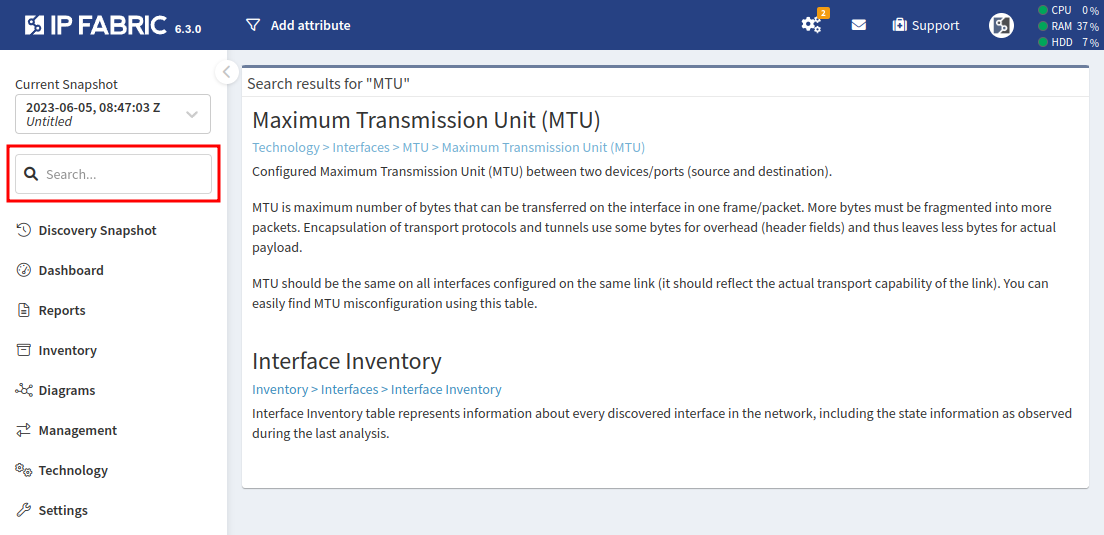 IP FABRIC 6.3.0
Add attribute
2
Support
CPU 0 %
RAM 37 %
HDD 7 %
Current Snapshot
2023-06-05, 08:47:03 Z
Untitled
Search...
Discovery Snapshot
Dashboard
Reports
Inventory
Diagrams
Management
Technology
Settings
Search results for "MTU"
Maximum Transmission Unit (MTU)
Technology > Interfaces > MTU > Maximum Transmission Unit (MTU)
Configured Maximum Transmission Unit (MTU) between two devices/ports (source and destination).
MTU is maximum number of bytes that can be transferred on the interface in one frame/packet. More bytes must be fragmented into more
packets. Encapsulation of transport protocols and tunnels use some bytes for overhead (header fields) and thus leaves less bytes for actual
payload.
MTU should be the same on all interfaces configured on the same link (it should reflect the actual transport capability of the link). You can
easily find MTU misconfiguration using this table.
Interface Inventory
Inventory > Interfaces > Interface Inventory
Interface Inventory table represents information about every discovered interface in the network, including the state information as observed
during the last analysis.